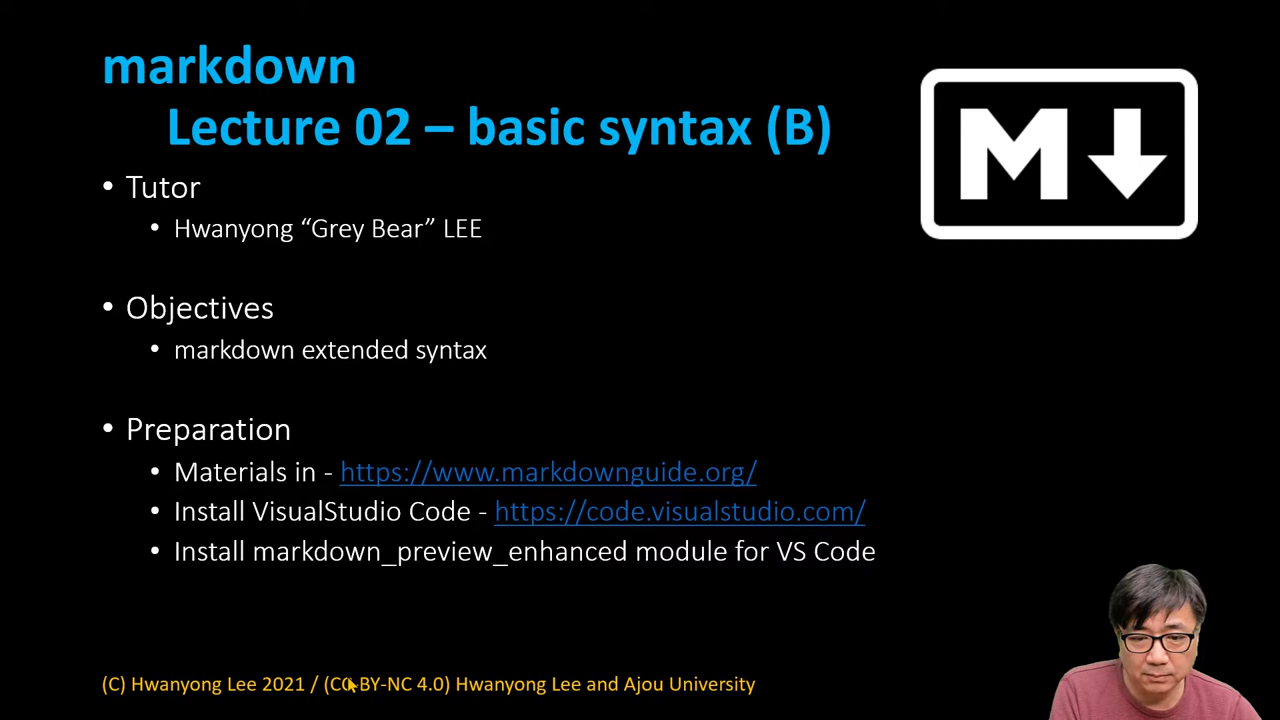 markdown
Lecture 02 – basic syntax (B)
• Tutor
• Hwanyong “Grey Bear” LEE
• Objectives
• markdown extended syntax
• Preparation
• Materials in - https://www.markdownguide.org/
• Install VisualStudio Code - https://code.visualstudio.com/
• Install markdown_preview_enhanced module for VS Code
(C) Hwanyong Lee 2021 / (CC-BY-NC 4.0) Hwanyong Lee and Ajou University
M